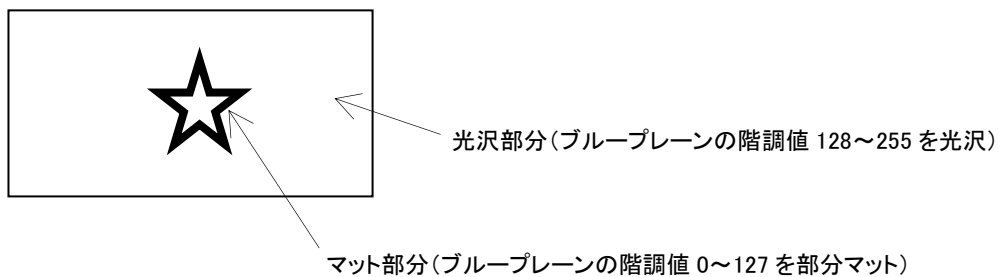 光沢部分（ブループレーンの階調値 128～255 を光沢）
マット部分（ブループレーンの階調値 0～127 を部分マット）